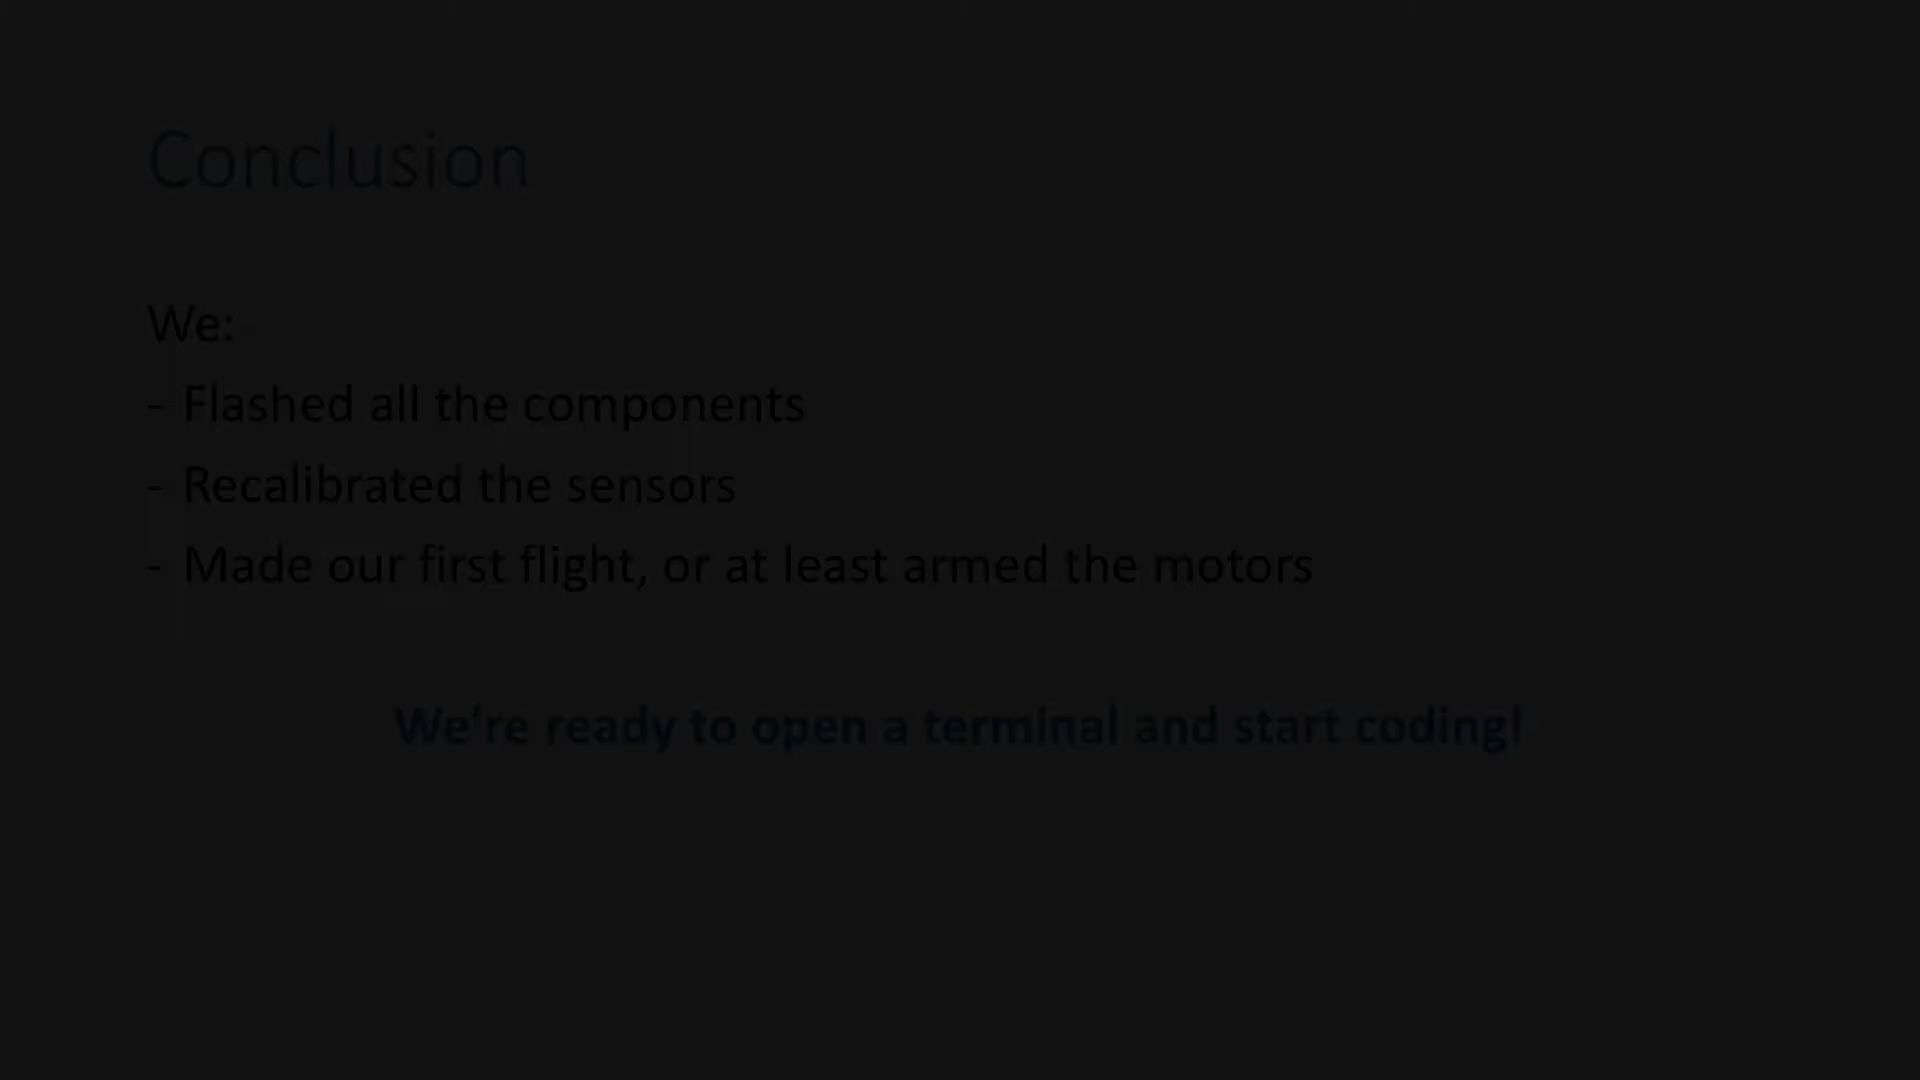 Conclusion
We:
- Flashed all the components
- Recalibrated the sensors
- Made our first flight, or at least armed the motors
We're ready to open a terminal and start coding!